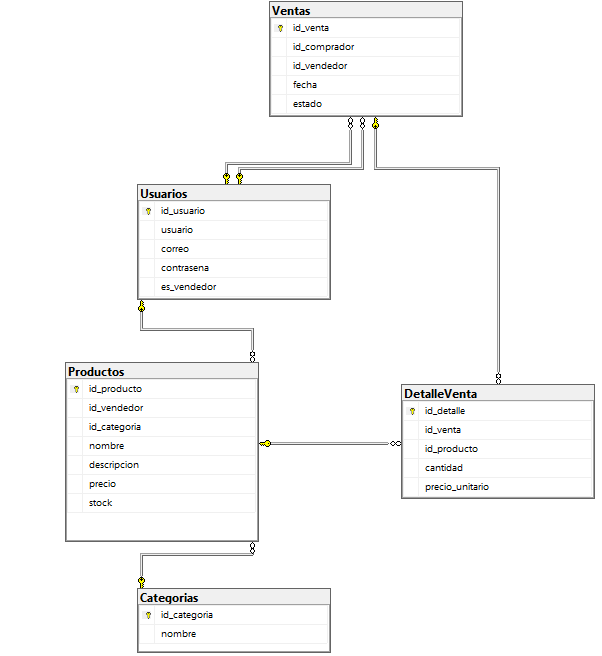 Ventas
id_venta
id_comprador
id_vendedor
fecha
estado
Usuarios
id_usuario
usuario
correo
contrasena
es_vendedor
Productos
id_producto
id_vendedor
id_categoria
nombre
descripcion
precio
stock
DetalleVenta
id_detalle
id_venta
id_producto
cantidad
precio_unitario
Categorias
id_categoria
nombre